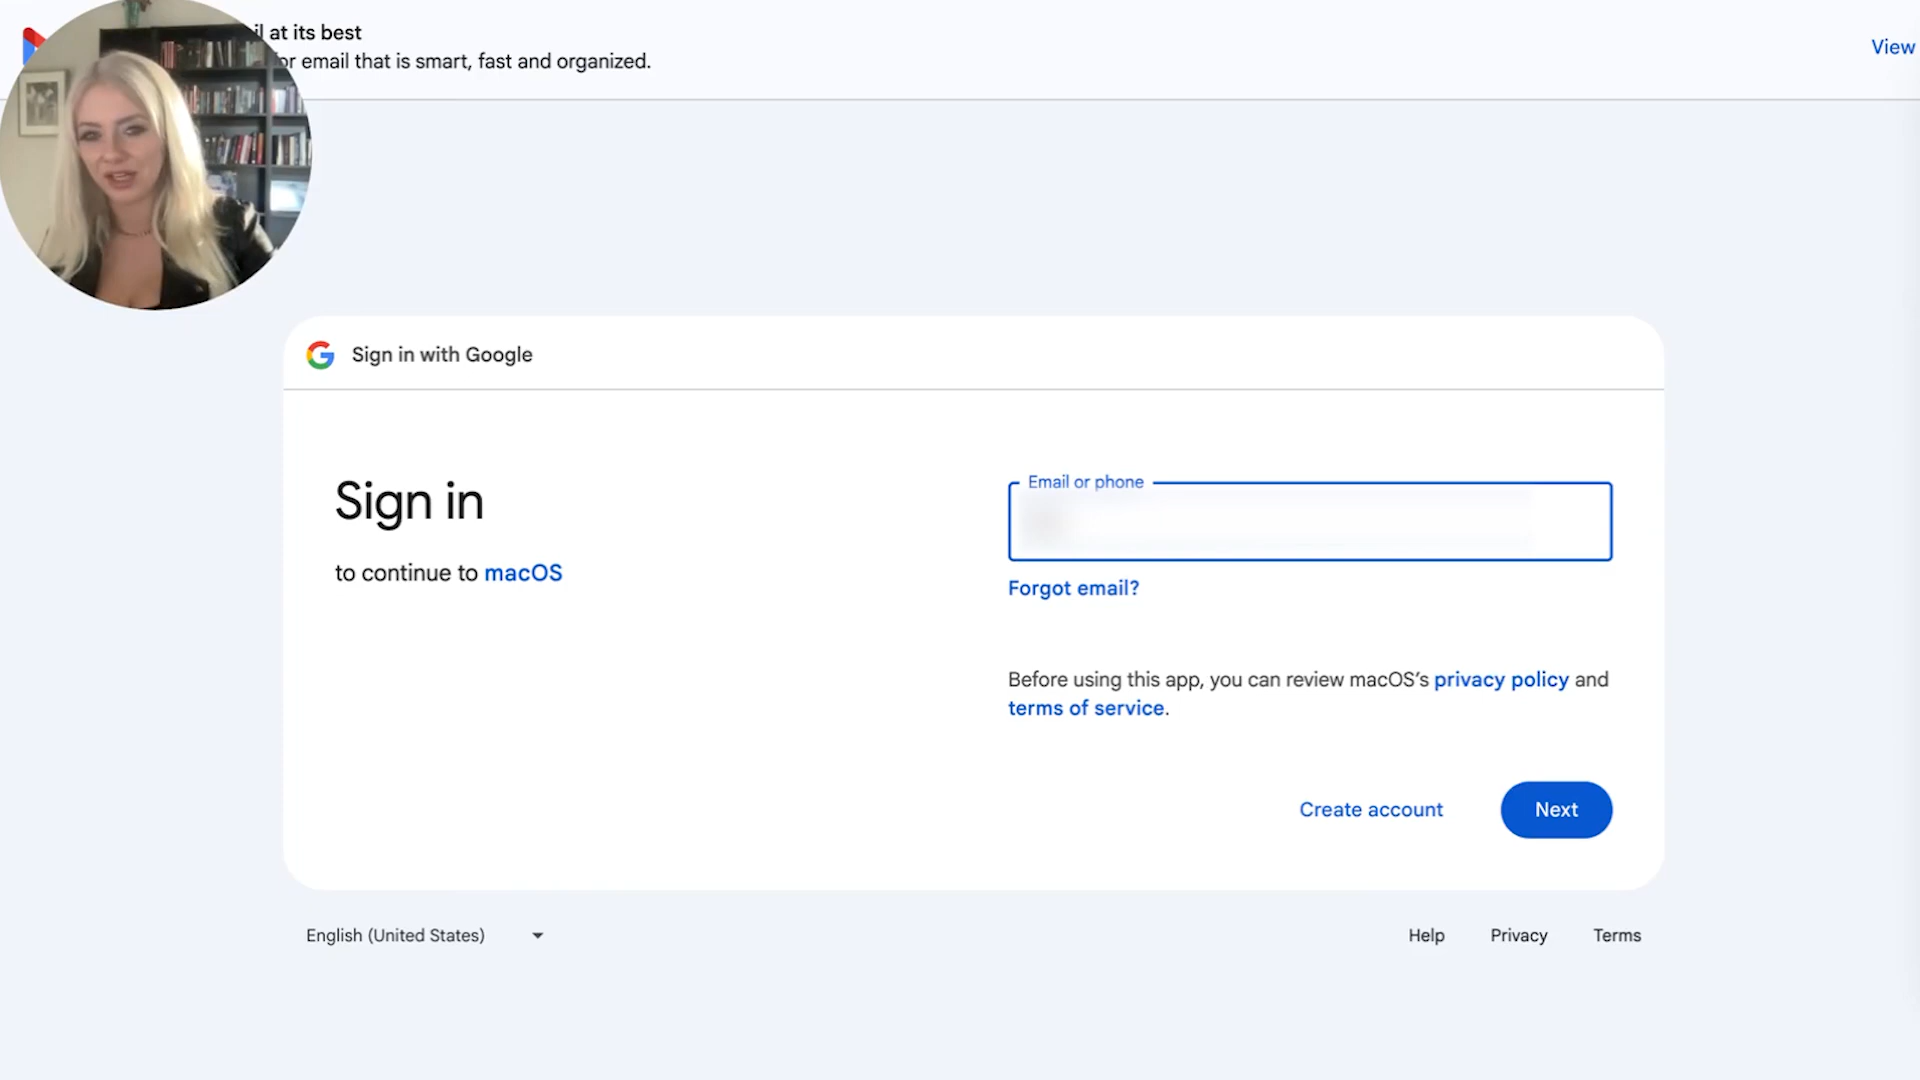 il at its best
or email that is smart, fast and organized.
View
Sign in with Google
Sign in
to continue to macOS
Email or phone
Forgot email?
Before using this app, you can review macOS’s privacy policy and
terms of service.
Create account
Next
English (United States)
Help
Privacy
Terms